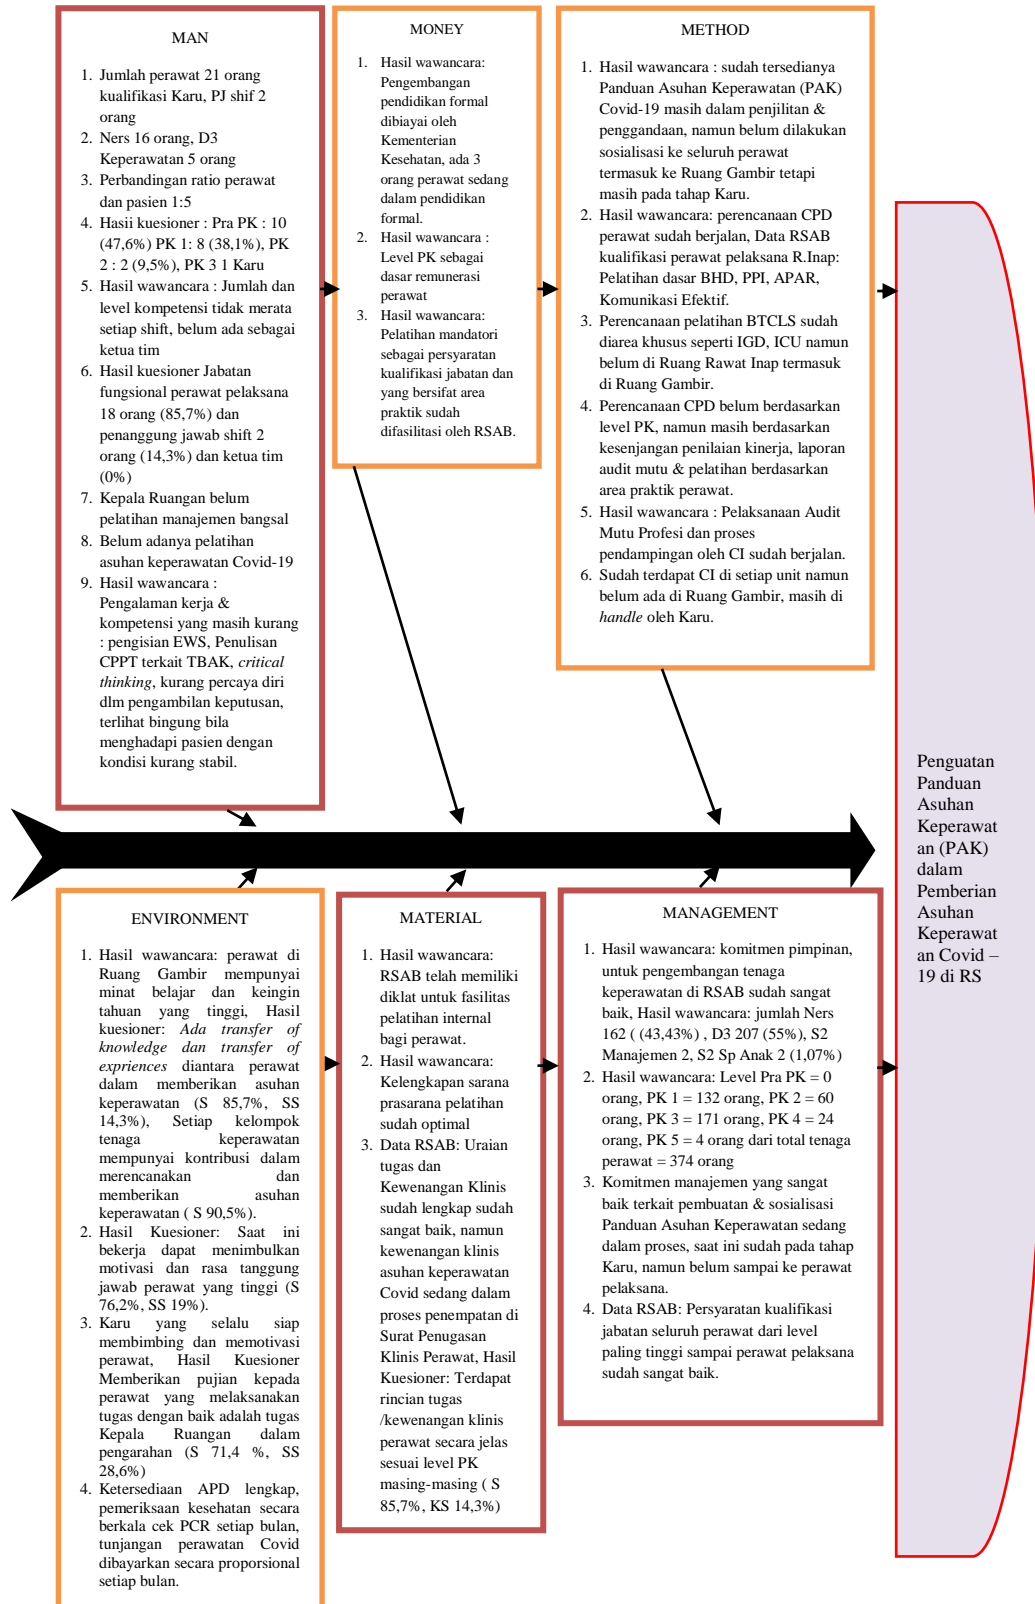 MAN
1. Jumlah perawat 21 orang
kualifikasi Karu, PJ shif 2
orang
2. Ners 16 orang, D3
Keperawatan 5 orang
3. Perbandingan ratio perawat
dan pasien 1:5
4. Hasii kuesioner : Pra PK : 10
(47,6%) PK 1: 8 (38,1%), PK
2 : 2 (9,5%), PK 3 1 Karu
5. Hasil wawancara : Jumlah dan
level kompetensi tidak merata
setiap shift, belum ada sebagai
ketua tim
6. Hasil kuesioner Jabatan
fungsional perawat pelaksana
18 orang (85,7%) dan
penanggung jawab shift 2
orang (14,3%) dan ketua tim
(0%)
7. Kepala Ruangan belum
pelatihan manajemen bangsal
8. Belum adanya pelatihan
asuhan keperawatan Covid-19
9. Hasil wawancara :
Pengalaman kerja &
kompetensi yang masih kurang
: pengisian EWS, Penulisan
CPPT terkait TBAK, critical
thinking, kurang percaya diri
dlm pengambilan keputusan,
terlihat bingung bila
menghadapi pasien dengan
kondisi kurang stabil.
MONEY
1. Hasil wawancara:
Pengembangan
pendidikan formal
dibiayai oleh
Kementerian
Kesehatan, ada 3
orang perawat sedang
dalam pendidikan
formal.
2. Hasil wawancara :
Level PK sebagai
dasar remunerasi
perawat
3. Hasil wawancara:
Pelatihan mandatori
sebagai persyaratan
kualifikasi jabatan dan
yang bersifat area
praktik sudah
difasilitasi oleh RSAB.
METHOD
1. Hasil wawancara : sudah tersedianya
Panduan Asuhan Keperawatan (PAK)
Covid-19 masih dalam penjilitan &
penggandaan, namun belum dilakukan
sosialisasi ke seluruh perawat
termasuk ke Ruang Gambir tetapi
masih pada tahap Karu.
2. Hasil wawancara: perencanaan CPD
perawat sudah berjalan, Data RSAB
kualifikasi perawat pelaksana R.Inap:
Pelatihan dasar BHD, PPI, APAR,
Komunikasi Efektif.
3. Perencanaan pelatihan BTCLS sudah
diarea khusus seperti IGD, ICU namun
belum di Ruang Rawat Inap termasuk
di Ruang Gambir.
4. Perencanaan CPD belum berdasarkan
level PK, namun masih berdasarkan
kesenjangan penilaian kinerja, laporan
audit mutu & pelatihan berdasarkan
area praktik perawat.
5. Hasil wawancara : Pelaksanaan Audit
Mutu Profesi dan proses
pendampingan oleh CI sudah berjalan.
6. Sudah terdapat CI di setiap unit namun
belum ada di Ruang Gambir, masih di
handle oleh Karu.
Penguatan
Panduan
Asuhan
Keperawat
an (PAK)
dalam
Pemberian
Asuhan
Keperawat
an Covid –
19 di RS
ENVIRONMENT
1. Hasil wawancara: perawat di
Ruang Gambir mempunyai
minat belajar dan keingin
tahuan yang tinggi, Hasil
kuesioner: Ada transfer of
knowledge dan transfer of
expriences diantara perawat
dalam memberikan asuhan
keperawatan (S 85,7%, SS
14,3%), Setiap kelompok
tenaga keperawatan
mempunyai kontribusi dalam
merencanakan dan
memberikan asuhan
keperawatan ( S 90,5%).
2. Hasil Kuesioner: Saat ini
bekerja dapat menimbulkan
motivasi dan rasa tanggung
jawab perawat yang tinggi (S
76,2%, SS 19%).
3. Karu yang selalu siap
membimbing dan memotivasi
perawat, Hasil Kuesioner
Memberikan pujian kepada
perawat yang melaksanakan
tugas dengan baik adalah tugas
Kepala Ruangan dalam
pengarahan (S 71,4 %, SS
28,6%)
4. Ketersediaan APD lengkap,
pemeriksaan kesehatan secara
berkala cek PCR setiap bulan,
tunjangan perawatan Covid
dibayarkan secara proporsional
setiap bulan.
MATERIAL
1. Hasil wawancara:
RSAB telah memiliki
diklat untuk fasilitas
pelatihan internal
bagi perawat.
2. Hasil wawancara:
Kelengkapan sarana
prasarana pelatihan
sudah optimal
3. Data RSAB: Uraian
tugas dan
Kewenangan Klinis
sudah lengkap sudah
sangat baik, namun
kewenangan klinis
asuhan keperawatan
Covid sedang dalam
proses penempatan di
Surat Penugasan
Klinis Perawat, Hasil
Kuesioner: Terdapat
rincian tugas
/kewenangan klinis
perawat secara jelas
sesuai level PK
masing-masing ( S
85,7%, KS 14,3%)
MANAGEMENT
1. Hasil wawancara: komitmen pimpinan,
untuk pengembangan tenaga
keperawatan di RSAB sudah sangat
baik, Hasil wawancara: jumlah Ners
162 ( (43,43%) , D3 207 (55%), S2
Manajemen 2, S2 Sp Anak 2 (1,07%)
2. Hasil wawancara: Level Pra PK = 0
orang, PK 1 = 132 orang, PK 2 = 60
orang, PK 3 = 171 orang, PK 4 = 24
orang, PK 5 = 4 orang dari total tenaga
perawat = 374 orang
3. Komitmen manajemen yang sangat
baik terkait pembuatan & sosialisasi
Panduan Asuhan Keperawatan sedang
dalam proses, saat ini sudah pada tahap
Karu, namun belum sampai ke perawat
pelaksana.
4. Data RSAB: Persyaratan kualifikasi
jabatan seluruh perawat dari level
paling tinggi sampai perawat pelaksana
sudah sangat baik.